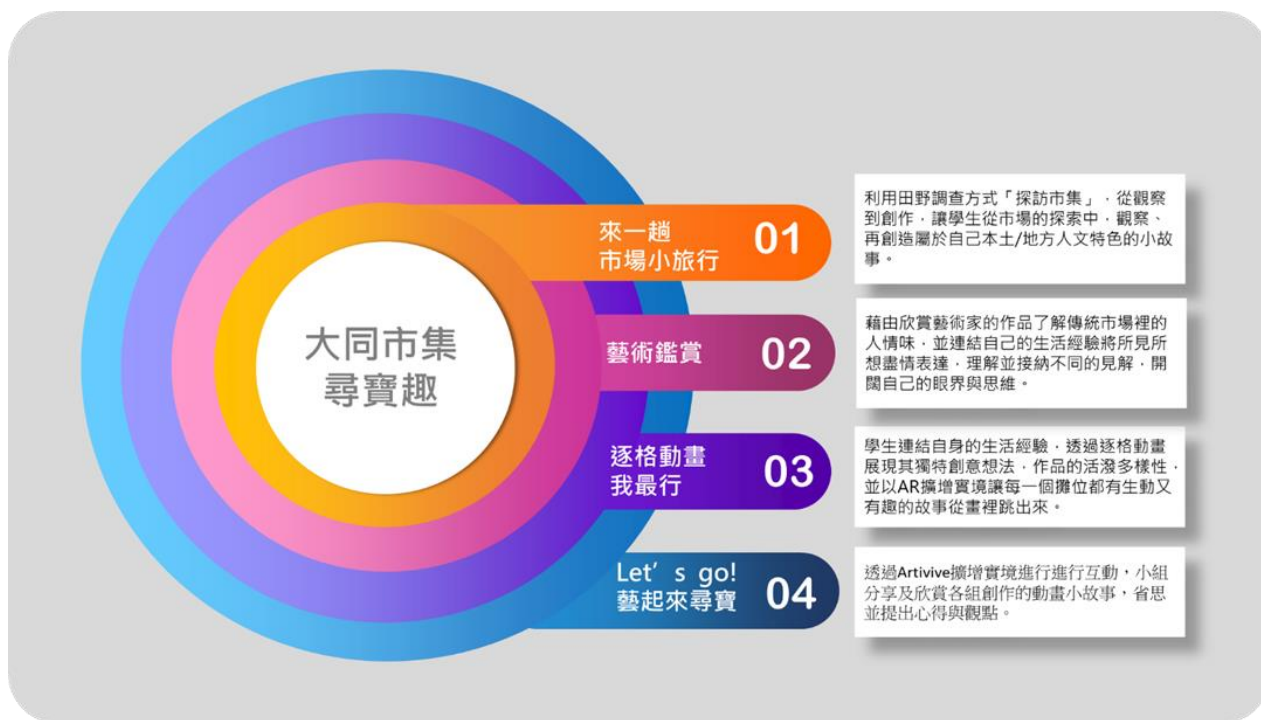 大同市集
尋寶趣
來一趟
市場小旅行
01
利用田野調查方式「探訪市集」，從觀察
到創作，讓學生從市場的探索中，觀察、
再創造屬於自己本土/地方人文特色的小故
事。
藝術鑑賞
02
藉由欣賞藝術家的作品了解傳統市場裡的
人情味，並連結自己的生活經驗將所見所
想盡情表達，理解並接納不同的見解，開
闊自己的眼界與思維。
逐格動畫
我最行
03
學生連結自身的生活經驗，透過逐格動畫
展現其獨特創意想法，作品的活潑多樣性，
並以AR擴增實境讓每一個攤位都有生動又
有趣的故事從畫裡跳出來。
Let’s go!
藝起來尋寶
04
透過Artivive擴增實境進行進行互動，小組
分享及欣賞各組創作的動畫小故事，省思
並提出心得與觀點。